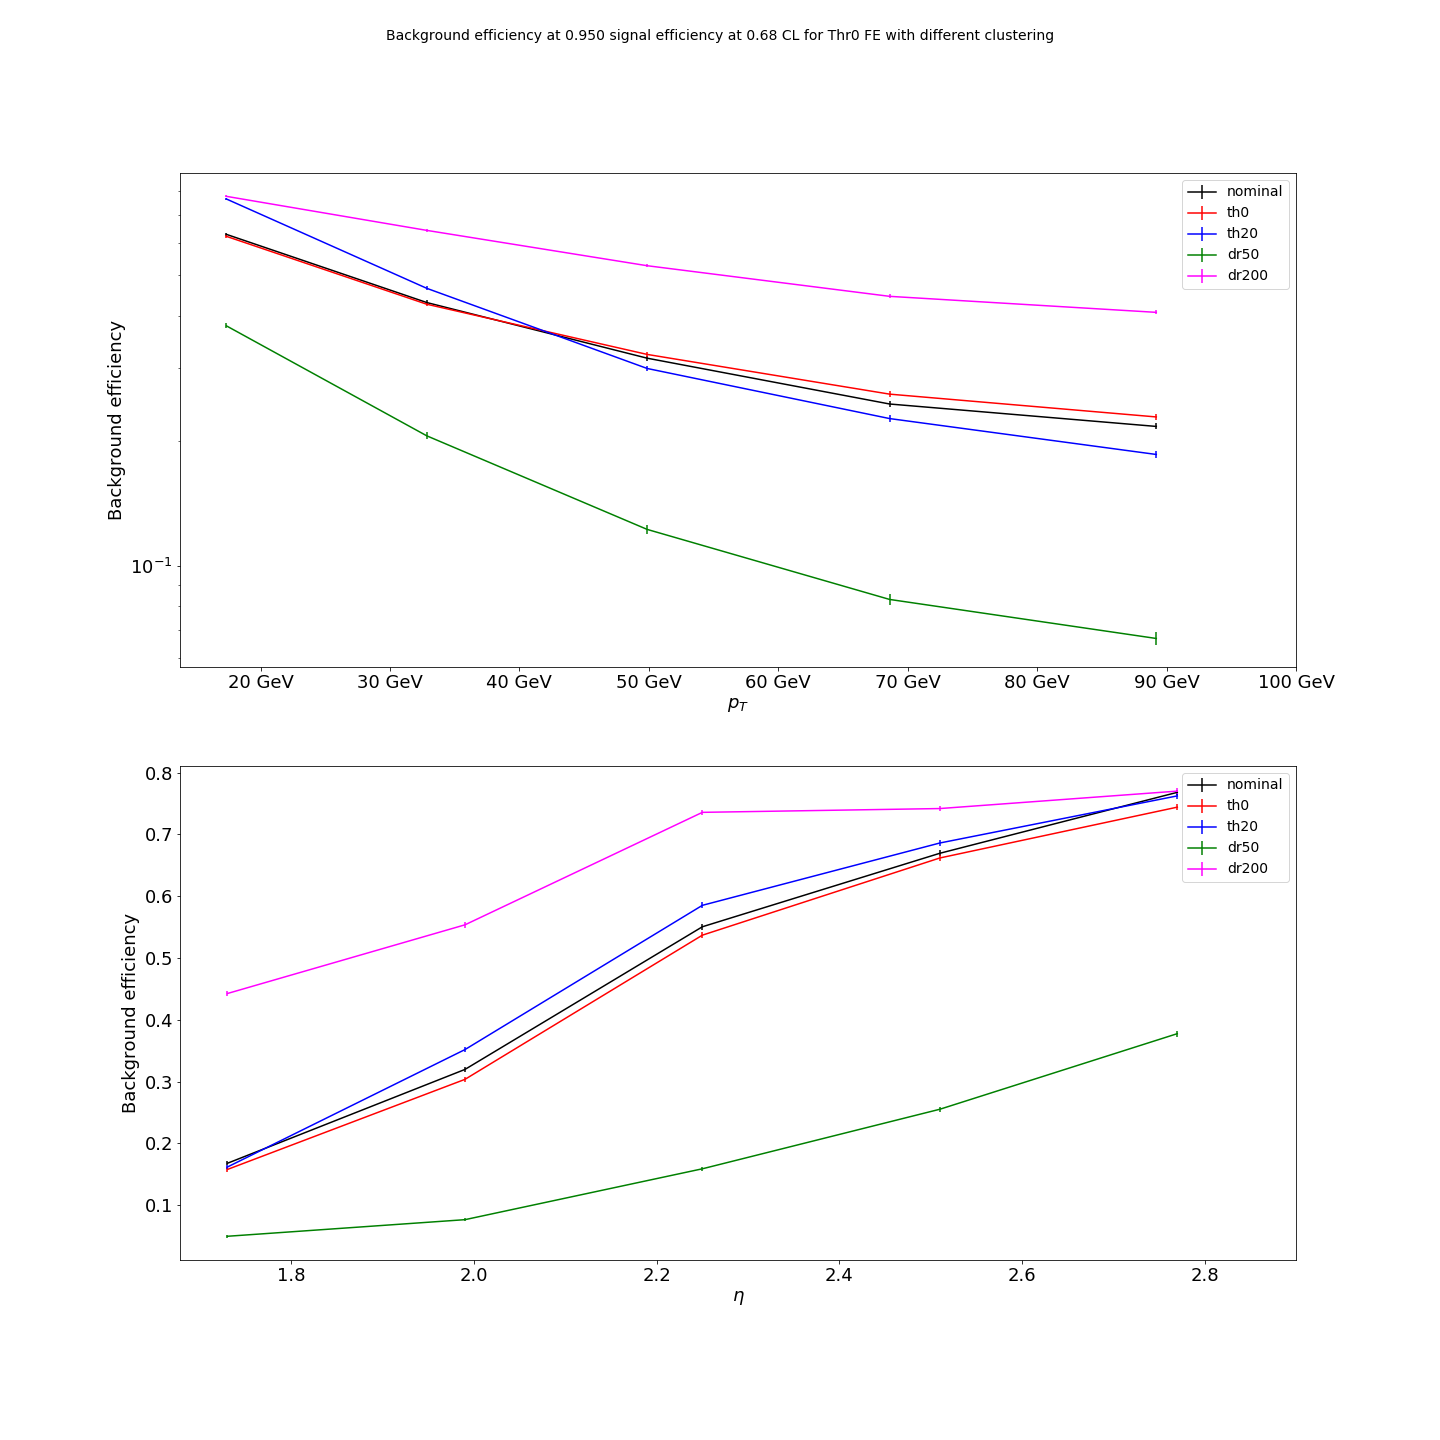 Background efficiency at 0.950 signal efficiency at 0.68 CL for Thr0 FE with different clustering
nominal
th0
th20
dr50
dr200
Background efficiency
10⁻¹
20 GeV 30 GeV 40 GeV 50 GeV 60 GeV 70 GeV 80 GeV 90 GeV 100 GeV
p_T
0.8
0.7
0.6
0.5
0.4
0.3
0.2
0.1
Background efficiency
nominal
th0
th20
dr50
dr200
1.8 2.0 2.2 2.4 2.6 2.8
η